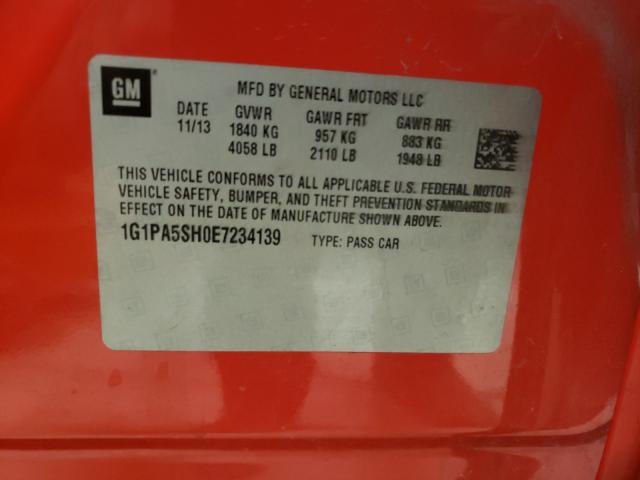 GM
MFD BY GENERAL MOTORS LLC
DATE GVWR GAWR FRT GAWR RR
11/13 1840 KG 957 KG 883 KG
4058 LB 2110 LB 1948 LB
THIS VEHICLE CONFORMS TO ALL APPLICABLE U.S. FEDERAL MOTOR
VEHICLE SAFETY, BUMPER, AND THEFT PREVENTION STANDARDS IN
EFFECT ON THE DATE OF MANUFACTURE SHOWN ABOVE.
1G1PA5SH0E7234139 TYPE: PASS CAR